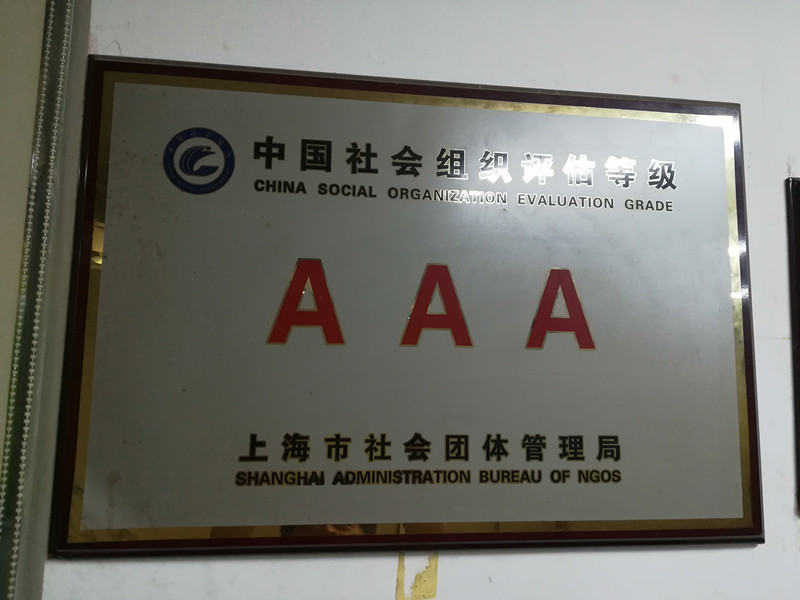 中国社会组织评估等级
CHINA SOCIAL ORGANIZATION EVALUATION GRADE
AAA
上海市社会团体管理局
SHANGHAI ADMINISTRATION BUREAU OF NGOS